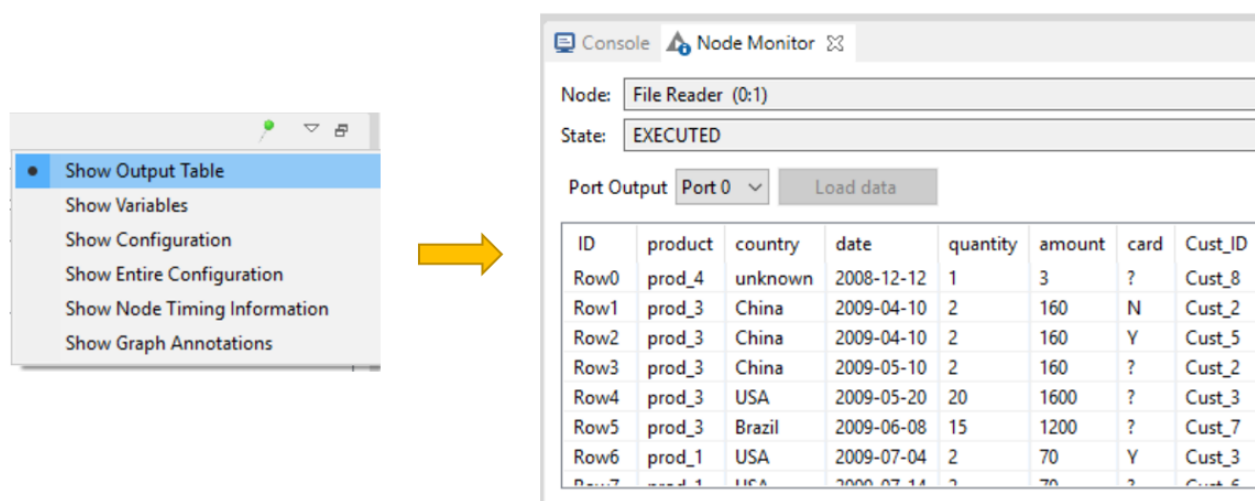 Show Output Table
Show Variables
Show Configuration
Show Entire Configuration
Show Node Timing Information
Show Graph Annotations
Console Node Monitor
Node: File Reader (0:1)
State: EXECUTED
Port Output Port 0 Load data
ID product country date quantity amount card Cust_ID
Row0 prod_4 unknown 2008-12-12 1 3 ? Cust_8
Row1 prod_3 China 2009-04-10 2 160 N Cust_2
Row2 prod_3 China 2009-04-10 2 160 Y Cust_5
Row3 prod_3 China 2009-05-10 2 160 ? Cust_2
Row4 prod_3 USA 2009-05-20 20 1600 ? Cust_3
Row5 prod_3 Brazil 2009-06-08 15 1200 ? Cust_7
Row6 prod_1 USA 2009-07-04 2 70 Y Cust_3